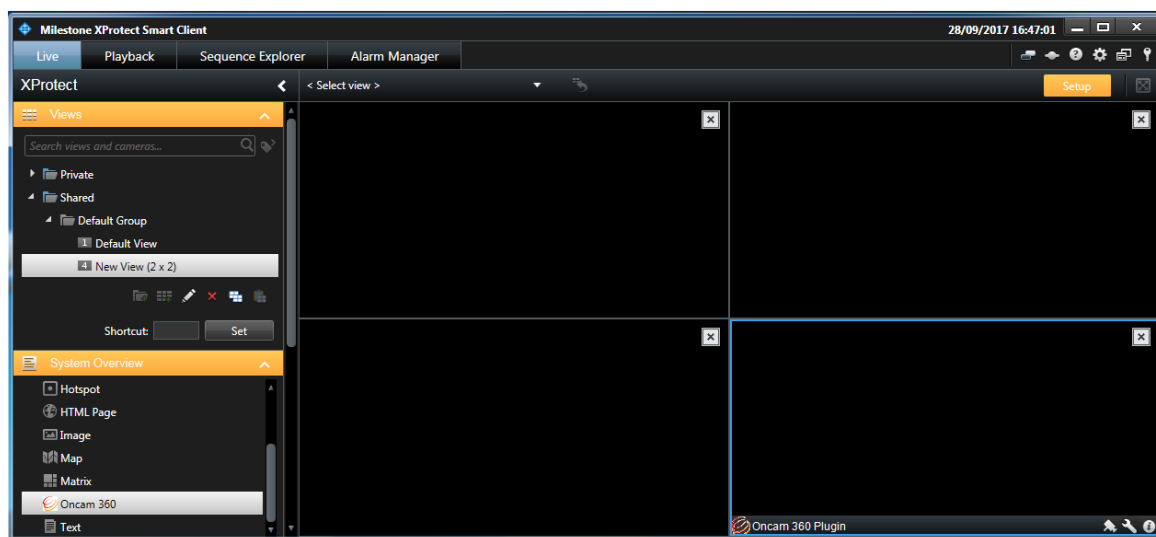 Milestone XProtect Smart Client 28/09/2017 16:47:01
Live Playback Sequence Explorer Alarm Manager
XProtect < Select view > Setup
Views
Search views and cameras...
Private
Shared
Default Group
1 Default View
4 New View (2 x 2)
Shortcut: Set
System Overview
Hotspot
HTML Page
Image
Map
Matrix
Oncam 360
Text
Oncam 360 Plugin